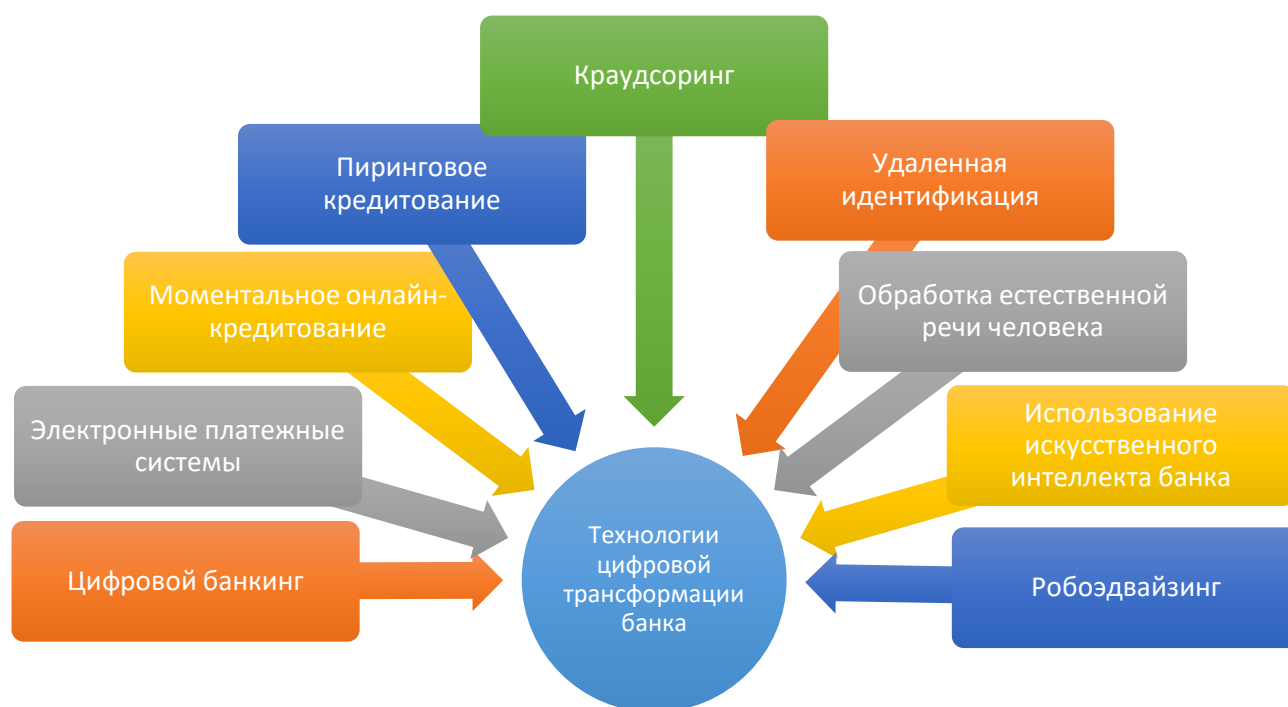 Краудсоринг
Пиринговое
кредитование
Удаленная
идентификация
Моментальное онлайн-
кредитование
Обработка естественной
речи человека
Электронные платежные
системы
Использование
искусственного
интеллекта банка
Цифровой банкинг
Технологии
цифровой
трансформации
банка
Робоэдвайзинг